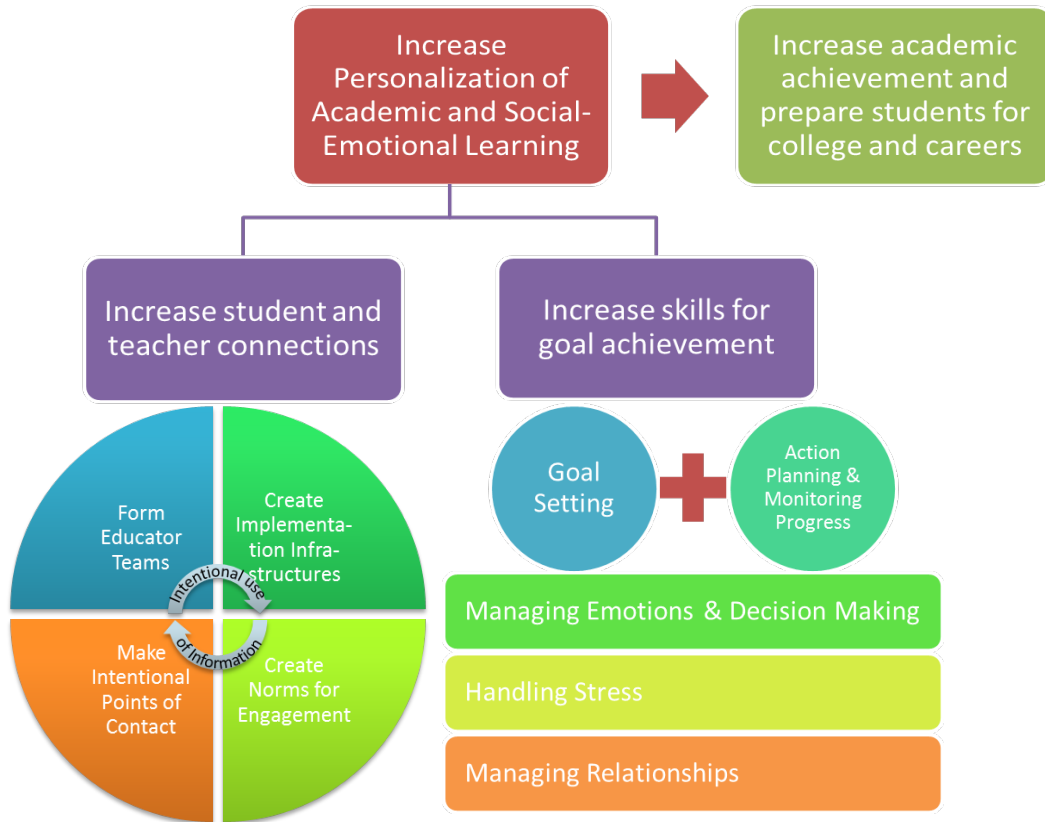 Increase
Personalization of
Academic and Social-
Emotional Learning
Increase academic
achievement and
prepare students for
college and careers
Increase student and
teacher connections
Increase skills for
goal achievement
Form
Educator
Teams
Create
Implementa-
tion Infra-
structures
Intentional use
of Information
Make
Intentional
Points of
Contact
Create
Norms for
Engagement
Goal
Setting
Action
Planning &
Monitoring
Progress
Managing Emotions & Decision Making
Handling Stress
Managing Relationships